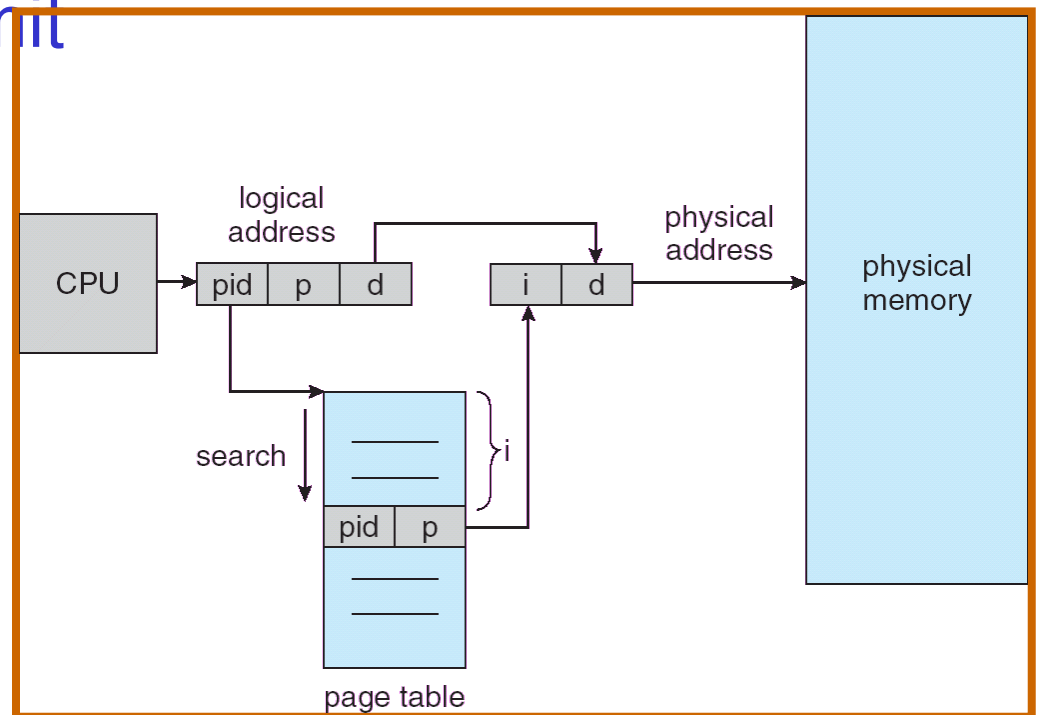 logical
address
physical
address
CPU
pid p d
i d
physical
memory
search
i
pid p
page table